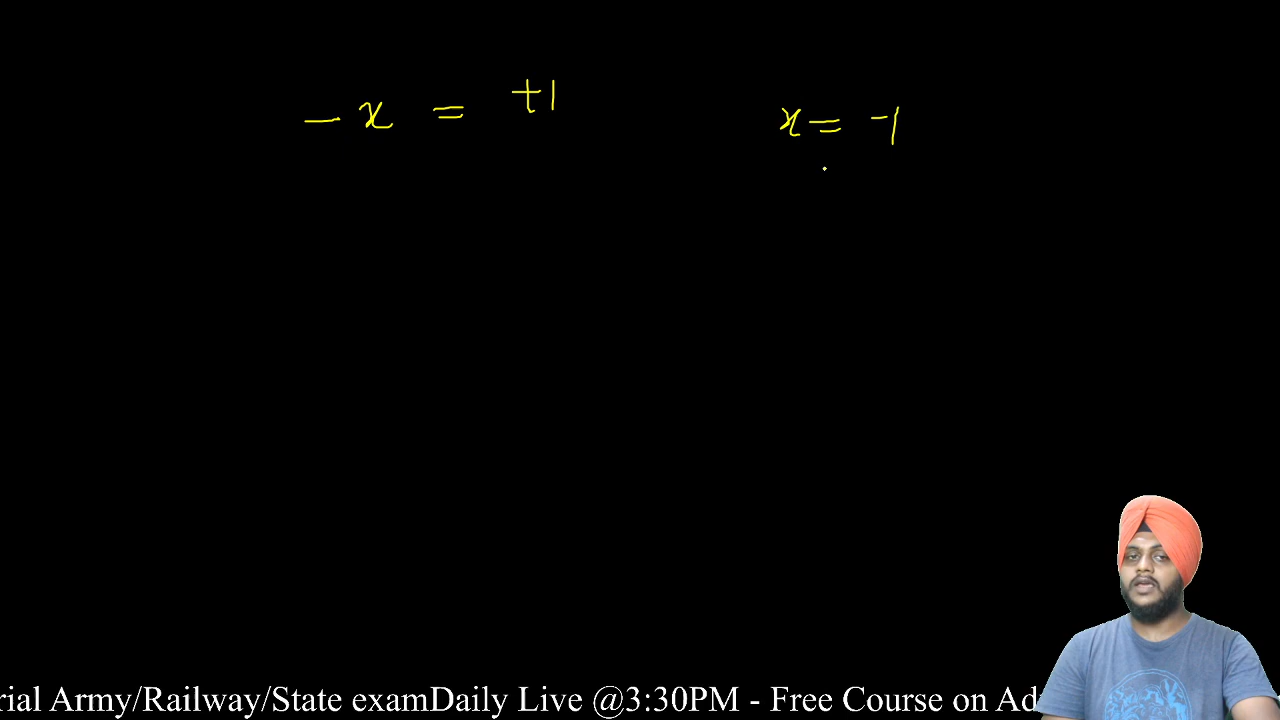 -x = +1
x = -1
rial Army/Railway/State examDaily Live @3:30PM - Free Course on Ad